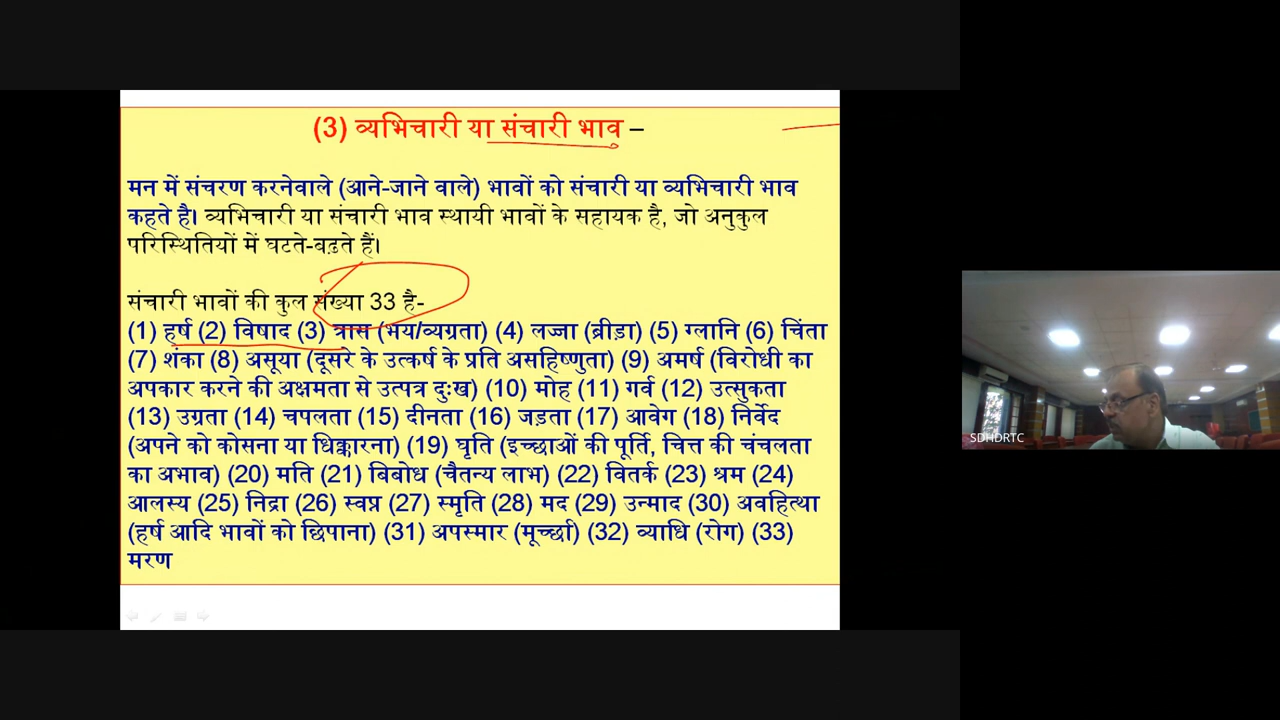 (3) व्यभिचारी या संचारी भाव –
मन में संचरण करनेवाले (आने-जाने वाले) भावों को संचारी या व्यभिचारी भाव
कहते है। व्यभिचारी या संचारी भाव स्थायी भावों के सहायक है, जो अनुकुल
परिस्थितियों में घटते-बढ़ते हैं।
संचारी भावों की कुल संख्या 33 है-
(1) हर्ष (2) विषाद (3) त्रास (भय/व्यग्रता) (4) लज्जा (ब्रीड़ा) (5) ग्लानि (6) चिंता
(7) शंका (8) असूया (दूसरे के उत्कर्ष के प्रति असहिष्णुता) (9) अमर्ष (विरोधी का
अपकार करने की अक्षमता से उत्पत्र दुःख) (10) मोह (11) गर्व (12) उत्सुकता
(13) उग्रता (14) चपलता (15) दीनता (16) जड़ता (17) आवेग (18) निर्वेद
(अपने को कोसना या धिक्कारना) (19) घृति (इच्छाओं की पूर्ति, चित्त की चंचलता
का अभाव) (20) मति (21) बिबोध (चैतन्य लाभ) (22) वितर्क (23) श्रम (24)
आलस्य (25) निद्रा (26) स्वप्न (27) स्मृति (28) मद (29) उन्माद (30) अवहित्था
(हर्ष आदि भावों को छिपाना) (31) अपस्मार (मूर्च्छा) (32) व्याधि (रोग) (33)
मरण
SDHDRTC